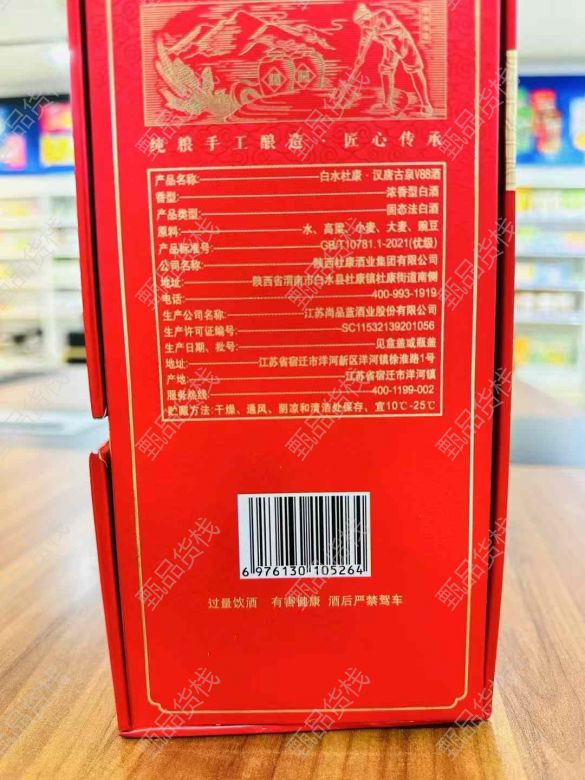 纯粮手工酿造·匠心传承
产品名称: 白水杜康·汉唐古泉V88酒
香型: 浓香型白酒
产品类型: 固态法白酒
原料: 水、高粱、小麦、大麦、豌豆
产品标准号: GB/T10781.1-2021(优级)
公司名称: 陕西杜康酒业集团有限公司
地址: 陕西省渭南市白水县杜康镇杜康街道南侧
电话: 400-993-1919
生产公司名称: 江苏尚品蓝酒业股份有限公司
生产许可证编号: SC11532139201056
生产日期、批号: 见盒盖或瓶盖
地址: 江苏省宿迁市洋河新区洋河镇徐淮路1号
产地: 江苏省宿迁市洋河镇
服务热线: 400-1199-002
贮藏方法:干燥、通风、阴凉和清洁处保存、宜10℃-25℃
6 976130 105264
过量饮酒 有害健康 酒后严禁驾车
甄品货栈